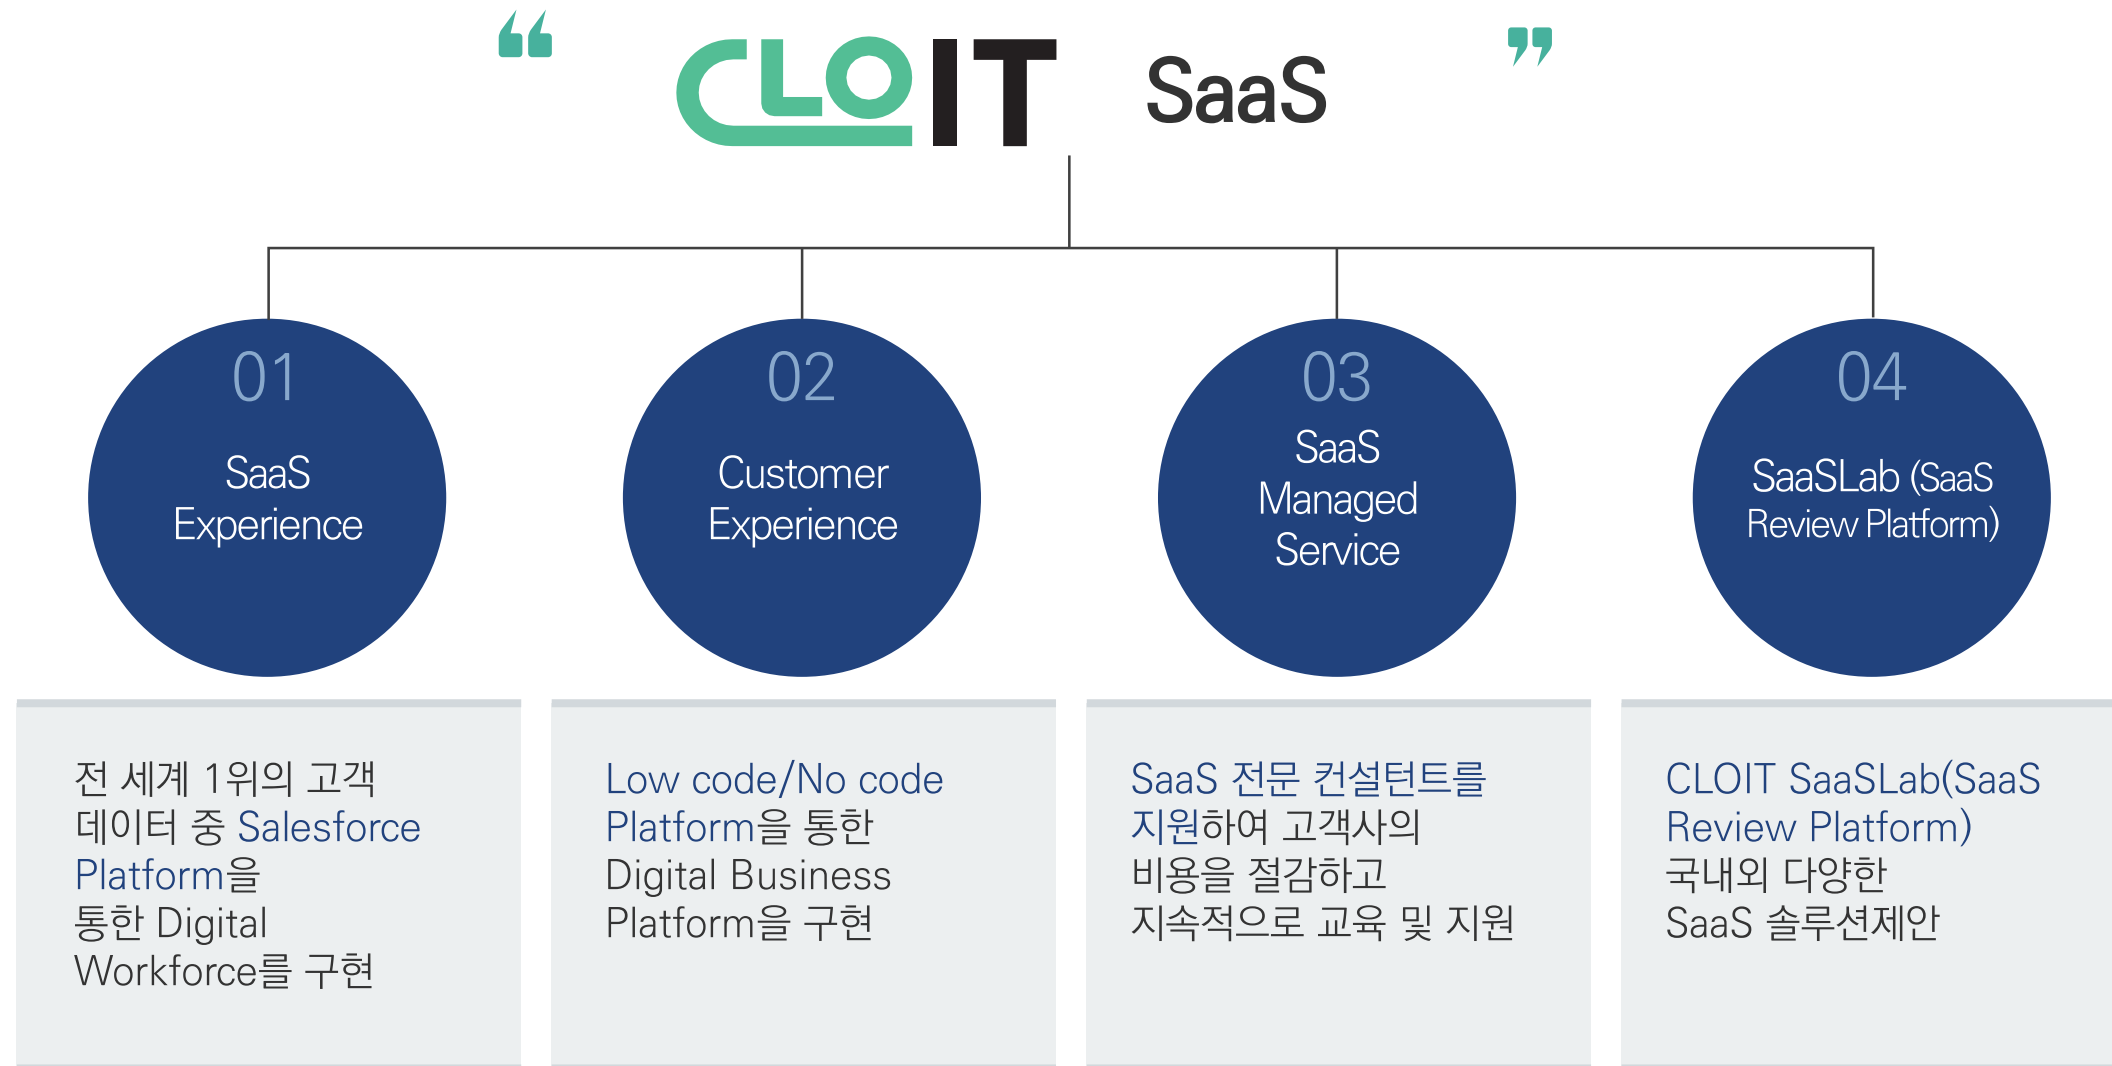 “ CLOIT SaaS ”
01
SaaS
Experience
전 세계 1위의 고객
데이터 중 Salesforce
Platform을
통한 Digital
Workforce를 구현
02
Customer
Experience
Low code/No code
Platform을 통한
Digital Business
Platform을 구현
03
SaaS
Managed
Service
SaaS 전문 컨설턴트를
지원하여 고객사의
비용을 절감하고
지속적으로 교육 및 지원
04
SaaSLab (SaaS
Review Platform)
CLOIT SaaSLab(SaaS
Review Platform)
국내외 다양한
SaaS 솔루션제안